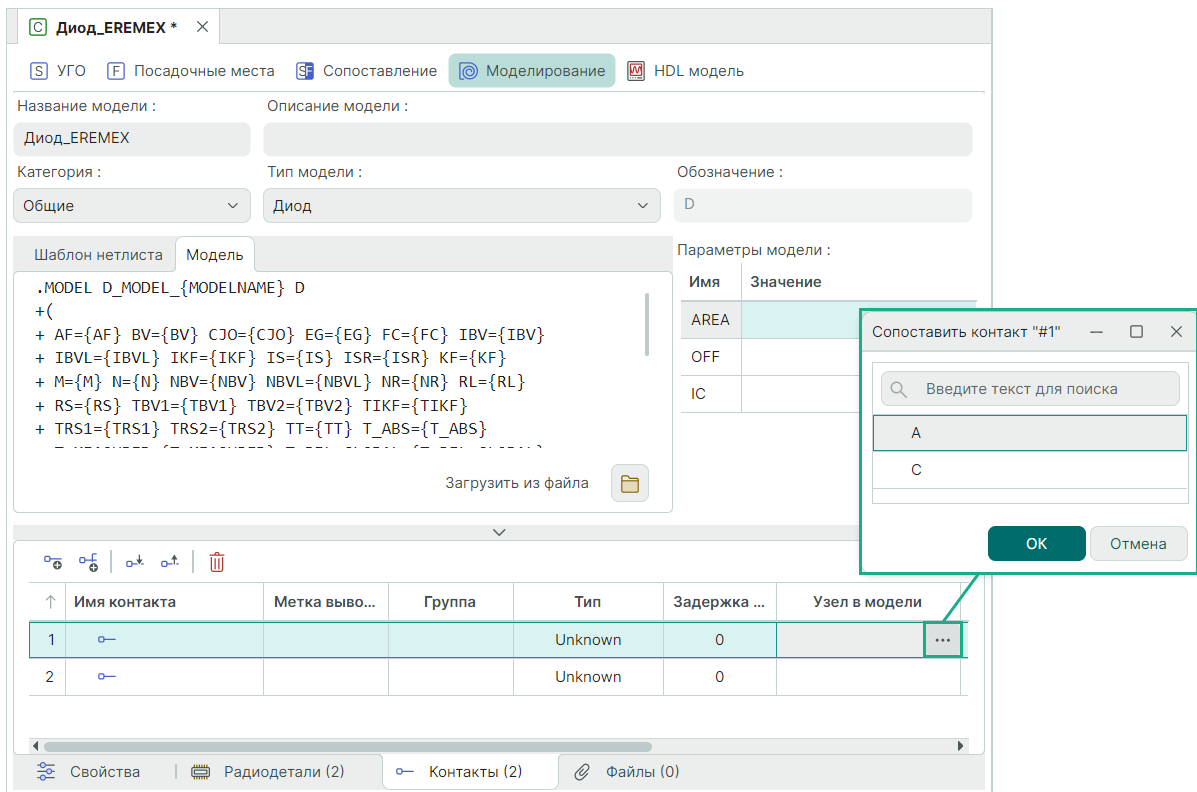 Диод_EREMEX *
УГО Посадочные места Сопоставление Моделирование HDL модель
Название модели : Описание модели :
Диод_EREMEX
Категория : Тип модели : Обозначение :
Общие Диод D
Шаблон нетлиста Модель
.MODEL D_MODEL_{MODELNAME} D
+(
+ AF={AF} BV={BV} CJO={CJO} EG={EG} FC={FC} IBV={IBV}
+ IBVL={IBVL} IKF={IKF} IS={IS} ISR={ISR} KF={KF}
+ M={M} N={N} NBV={NBV} NBVL={NBVL} NR={NR} RL={RL}
+ RS={RS} TBV1={TBV1} TBV2={TBV2} TIKF={TIKF}
+ TRS1={TRS1} TRS2={TRS2} TT={TT} T_ABS={T_ABS}
Загрузить из файла
Параметры модели :
Имя Значение
AREA
OFF
IC
Сопоставить контакт "#1"
Введите текст для поиска
A
C
ОК Отмена
Имя контакта Метка выво... Группа Тип Задержка ... Узел в модели
1 Unknown 0 ...
2 Unknown 0
Свойства Радиодетали (2) Контакты (2) Файлы (0)